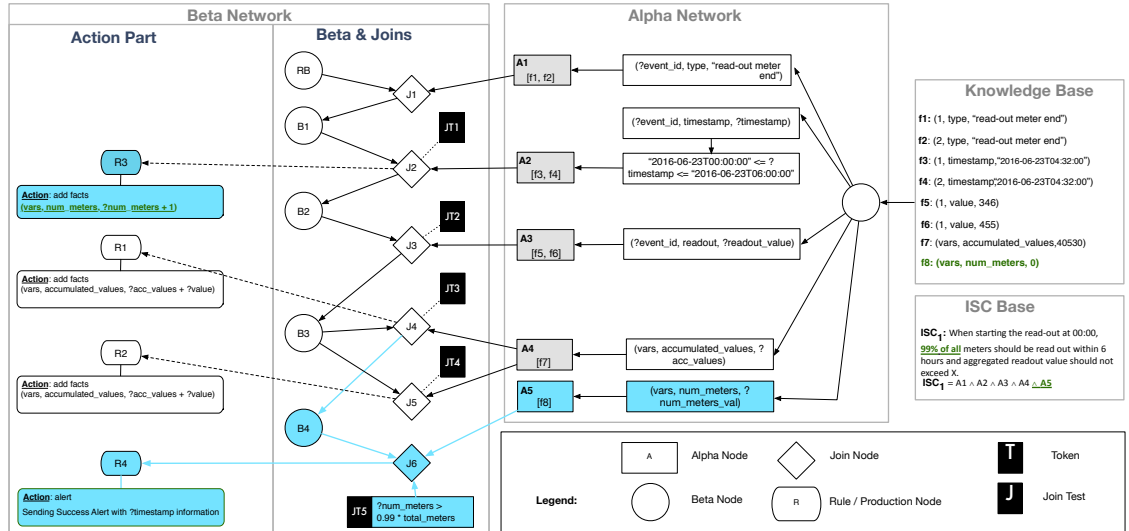 Beta Network
Action Part
Beta & Joins
Alpha Network
RB
J1
A1
[f1, f2]
(?event_id, type, “read-out meter
end”)
B1
JT1
(?event_id, timestamp, ?timestamp)
R3
J2
A2
[f3, f4]
“2016-06-23T00:00:00” <= ?
timestamp <= “2016-06-23T06:00:00”
Action: add facts
(vars, num_meters, ?num_meters + 1)
B2
JT2
R1
J3
A3
[f5, f6]
(?event_id, readout, ?readout_value)
Action: add facts
(vars, accumulated_values, ?acc_values + ?value)
JT3
B3
J4
R2
JT4
A4
[f7]
(vars, accumulated_values, ?
acc_values)
Action: add facts
(vars, accumulated_values, ?acc_values + ?value)
J5
A5
[f8]
(vars, num_meters, ?
num_meters_val)
B4
R4
J6
Action: alert
Sending Success Alert with ?timestamp information
JT5
?num_meters >
0.99 * total_meters
Knowledge Base
f1: (1, type, “read-out meter end”)
f2: (2, type, “read-out meter end”)
f3: (1, timestamp,“2016-06-23T04:32:00”)
f4: (2, timestamp,“2016-06-23T04:32:00”)
f5: (1, value, 346)
f6: (1, value, 455)
f7: (vars, accumulated_values,40530)
f8: (vars, num_meters, 0)
ISC Base
ISC1: When starting the read-out at 00:00,
99% of all meters should be read out within 6
hours and aggregated readout value should not
exceed X.
ISC1 = A1 ∧ A2 ∧ A3 ∧ A4 ∧ A5
Legend:
A
Alpha Node
Join Node
T
Token
Beta Node
R
Rule / Production Node
J
Join Test